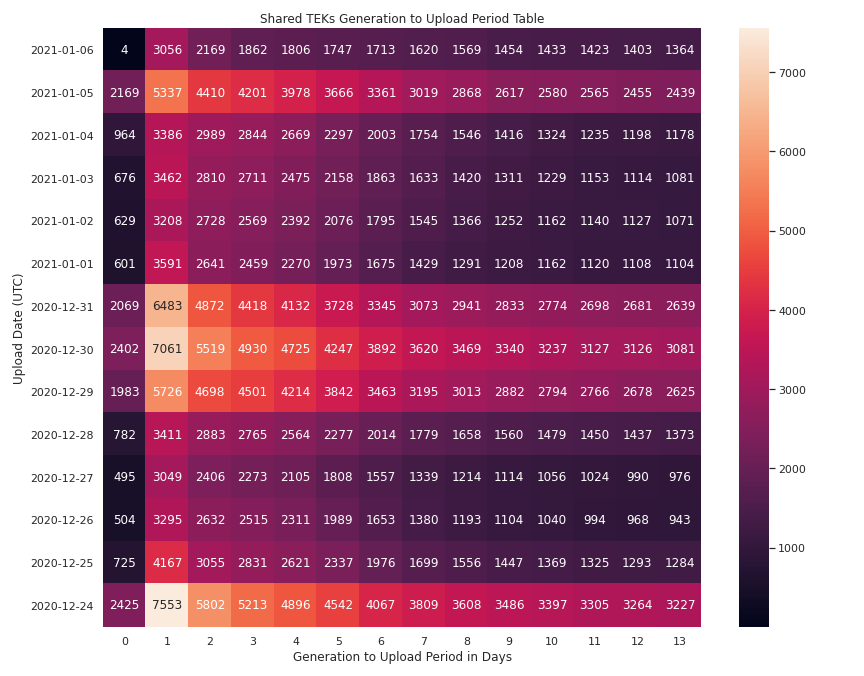 Shared TEKs Generation to Upload Period Table
Upload Date (UTC)
2021-01-06 4 3056 2169 1862 1806 1747 1713 1620 1569 1454 1433 1423 1403 1364
2021-01-05 2169 5337 4410 4201 3978 3666 3361 3019 2868 2617 2580 2565 2455 2439
2021-01-04 964 3386 2989 2844 2669 2297 2003 1754 1546 1416 1324 1235 1198 1178
2021-01-03 676 3462 2810 2711 2475 2158 1863 1633 1420 1311 1229 1153 1114 1081
2021-01-02 629 3208 2728 2569 2392 2076 1795 1545 1366 1252 1162 1140 1127 1071
2021-01-01 601 3591 2641 2459 2270 1973 1675 1429 1291 1208 1162 1120 1108 1104
2020-12-31 2069 6483 4872 4418 4132 3728 3345 3073 2941 2833 2774 2698 2681 2639
2020-12-30 2402 7061 5519 4930 4725 4247 3892 3620 3469 3340 3237 3127 3126 3081
2020-12-29 1983 5726 4698 4501 4214 3842 3463 3195 3013 2882 2794 2766 2678 2625
2020-12-28 782 3411 2883 2765 2564 2277 2014 1779 1658 1560 1479 1450 1437 1373
2020-12-27 495 3049 2406 2273 2105 1808 1557 1339 1214 1114 1056 1024 990 976
2020-12-26 504 3295 2632 2515 2311 1989 1653 1380 1193 1104 1040 994 968 943
2020-12-25 725 4167 3055 2831 2621 2337 1976 1699 1556 1447 1369 1325 1293 1284
2020-12-24 2425 7553 5802 5213 4896 4542 4067 3809 3608 3486 3397 3305 3264 3227
0 1 2 3 4 5 6 7 8 9 10 11 12 13
Generation to Upload Period in Days
7000
6000
5000
4000
3000
2000
1000